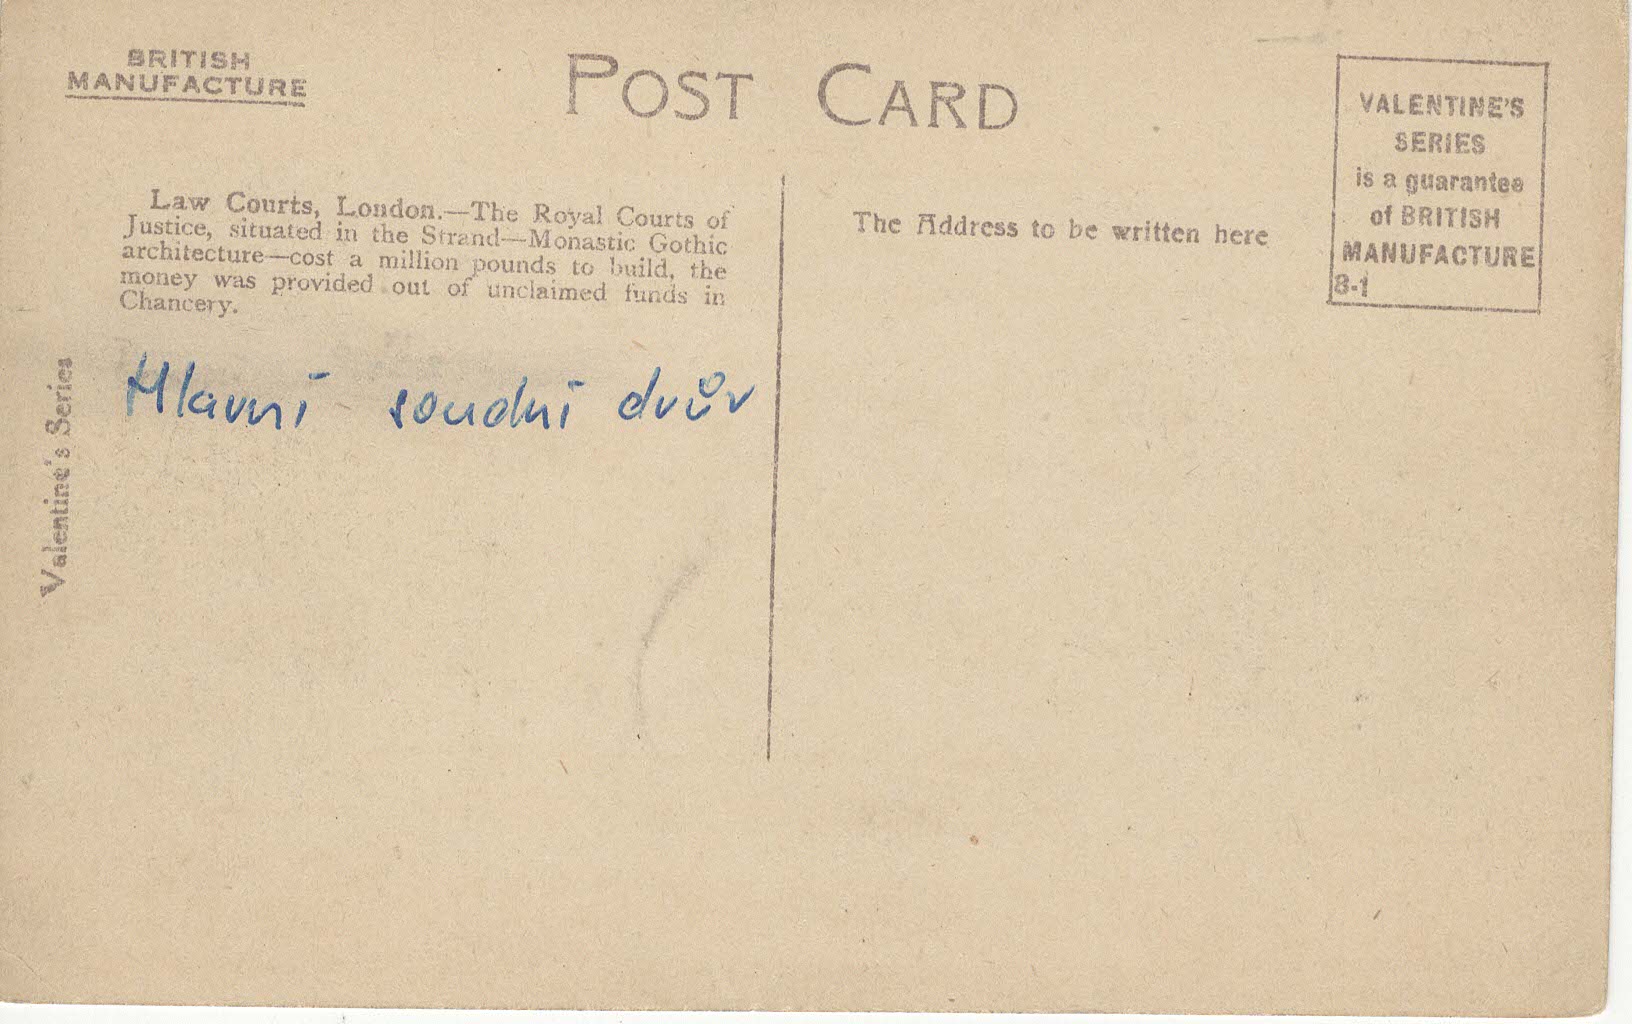 BRITISH
MANUFACTURE
POST CARD
VALENTINE'S
SERIES
is a guarantee
of BRITISH
MANUFACTURE
8-1
Law Courts, London.—The Royal Courts of
Justice, situated in the Strand—Monastic Gothic
architecture—cost a million pounds to build, the
money was provided out of unclaimed funds in
Chancery.
The Address to be written here
Hlavní soudní dvůr
Valentine's Series